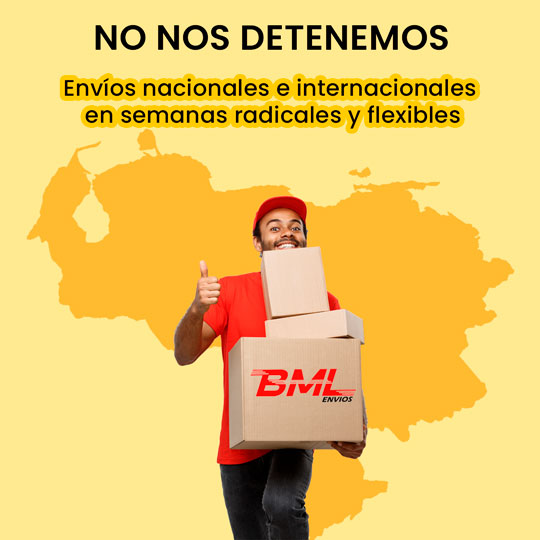 NO NOS DETENEMOS
Envíos nacionales e internacionales
en semanas radicales y flexibles
BML
ENVIOS